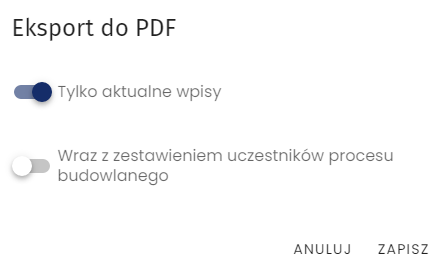 Eksport do PDF
Tylko aktualne wpisy
Wraz z zestawieniem uczestników procesu
budowlanego
ANULUJ ZAPISZ